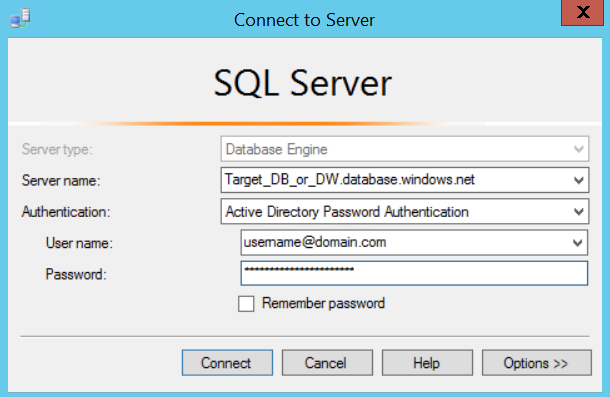 Connect to Server
X
SQL Server
Server type: Database Engine
Server name: Target_DB_or_DW.database.windows.net
Authentication: Active Directory Password Authentication
User name: username@domain.com
Password: **********************
Remember password
Connect Cancel Help Options >>